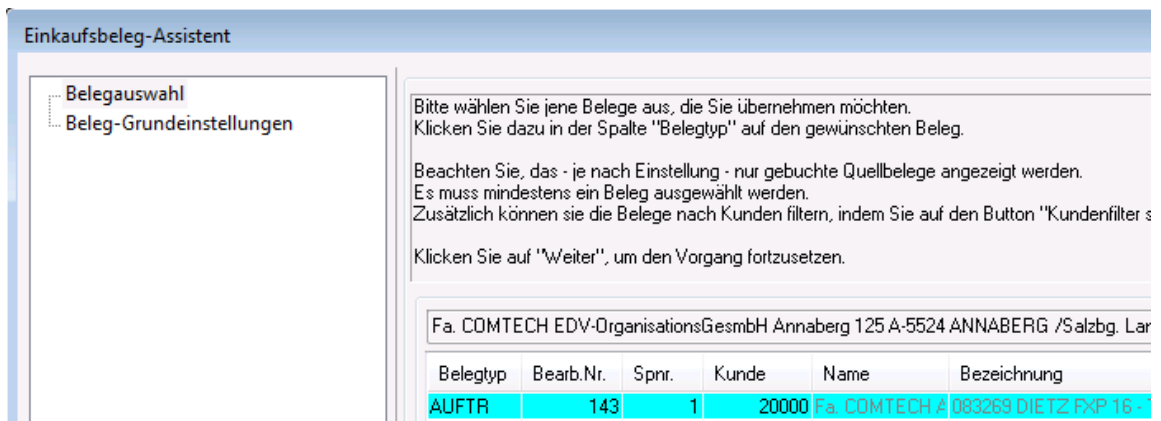 Einkaufsbeleg-Assistent
Belegauswahl
Beleg-Grundeinstellungen
Bitte wählen Sie jene Belege aus, die Sie übernehmen möchten.
Klicken Sie dazu in der Spalte "Belegtyp" auf den gewünschten Beleg.
Beachten Sie, das - je nach Einstellung - nur gebuchte Quellbelege angezeigt werden.
Es muss mindestens ein Beleg ausgewählt werden.
Zusätzlich können sie die Belege nach Kunden filtern, indem Sie auf den Button "Kundenfilter s
Klicken Sie auf "Weiter", um den Vorgang fortzusetzen.
Fa. COMTECH EDV-OrganisationsGesmbH Annaberg 125 A-5524 ANNABERG /Salzbg. Lar
Belegtyp Bearb.Nr. Spnr. Kunde Name Bezeichnung
AUFTR 143 1 20000 Fa. COMTECH 083269 DIETZ FXP 16 -